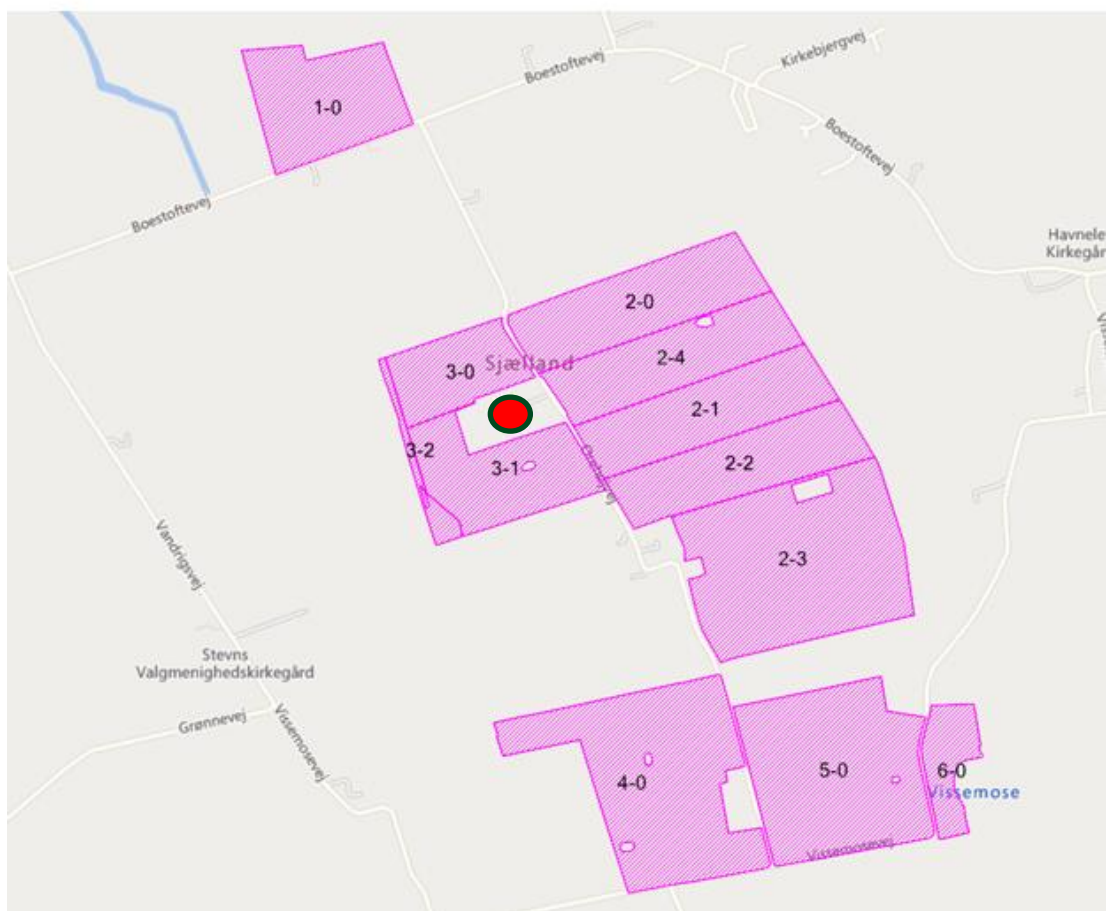 Kirkebjergvej
Boestoftevej
1-0
Boestoftevej
Boestoftevej
Havnele
Kirkegår
2-0
Sjælland
2-4
3-0
2-1
3-2
3-1
2-2
Vandrigsvej
2-3
Stevns
Valgmenighedskirkegård
Grønnevej
Vissemosevej
4-0
5-0
6-0
Vissemose
Vissemosevej